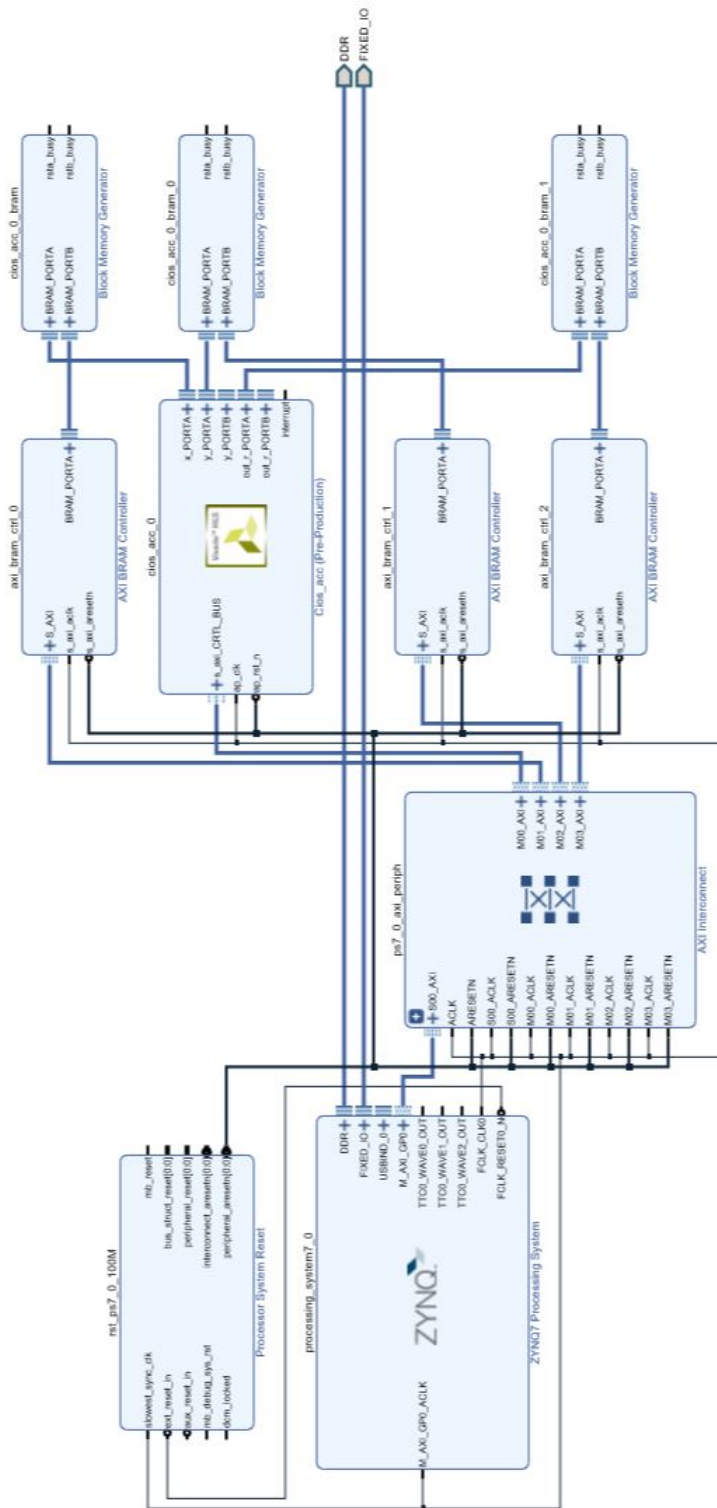 rst_ps7_0_100M
slowest_sync_clk
ext_reset_in
aux_reset_in
mb_debug_sys_rst
dcm_locked
mb_reset
bus_struct_reset[0:0]
peripheral_reset[0:0]
interconnect_aresetn[0:0]
peripheral_aresetn[0:0]
Processor System Reset
processing_system7_0
M_AXI_GP0_ACLK
ZYNQ
DDR
FIXED_IO
USBIND_0
M_AXI_GP0
TTC0_WAVE0_OUT
TTC0_WAVE1_OUT
TTC0_WAVE2_OUT
FCLK_CLK0
FCLK_RESET0_N
ZYNQ7 Processing System
ps7_0_axi_periph
S00_AXI
ACLK
ARESETN
S00_ACLK
S00_ARESETN
M00_ACLK
M00_ARESETN
M01_ACLK
M01_ARESETN
M02_ACLK
M02_ARESETN
M03_ACLK
M03_ARESETN
M00_AXI
M01_AXI
M02_AXI
M03_AXI
AXI Interconnect
axi_bram_ctrl_0
S_AXI
s_axi_aclk
s_axi_aresetn
BRAM_PORTA
AXI BRAM Controller
cios_acc_0
s_axi_CRTL_BUS
ap_clk
ap_rst_n
Vivado™ HLS
x_PORTA
y_PORTA
y_PORTB
out_r_PORTA
out_r_PORTB
interrupt
Cios_acc (Pre-Production)
axi_bram_ctrl_1
S_AXI
s_axi_aclk
s_axi_aresetn
BRAM_PORTA
AXI BRAM Controller
axi_bram_ctrl_2
S_AXI
s_axi_aclk
s_axi_aresetn
BRAM_PORTA
AXI BRAM Controller
cios_acc_0_bram
BRAM_PORTA
BRAM_PORTB
rsta_busy
rstb_busy
Block Memory Generator
cios_acc_0_bram_0
BRAM_PORTA
BRAM_PORTB
rsta_busy
rstb_busy
Block Memory Generator
cios_acc_0_bram_1
BRAM_PORTA
BRAM_PORTB
rsta_busy
rstb_busy
Block Memory Generator
DDR
FIXED_IO